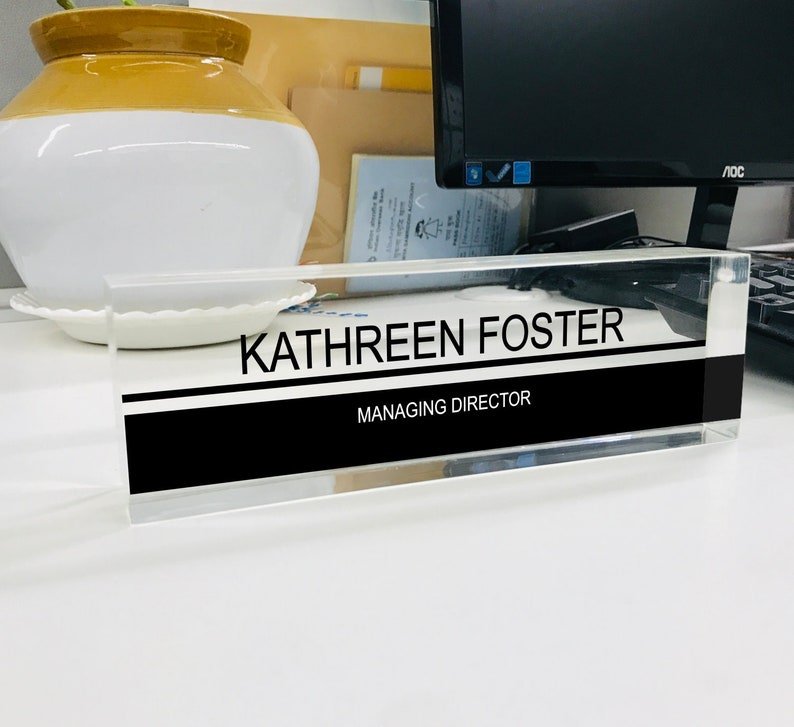 AOC
KATHREEN FOSTER
MANAGING DIRECTOR